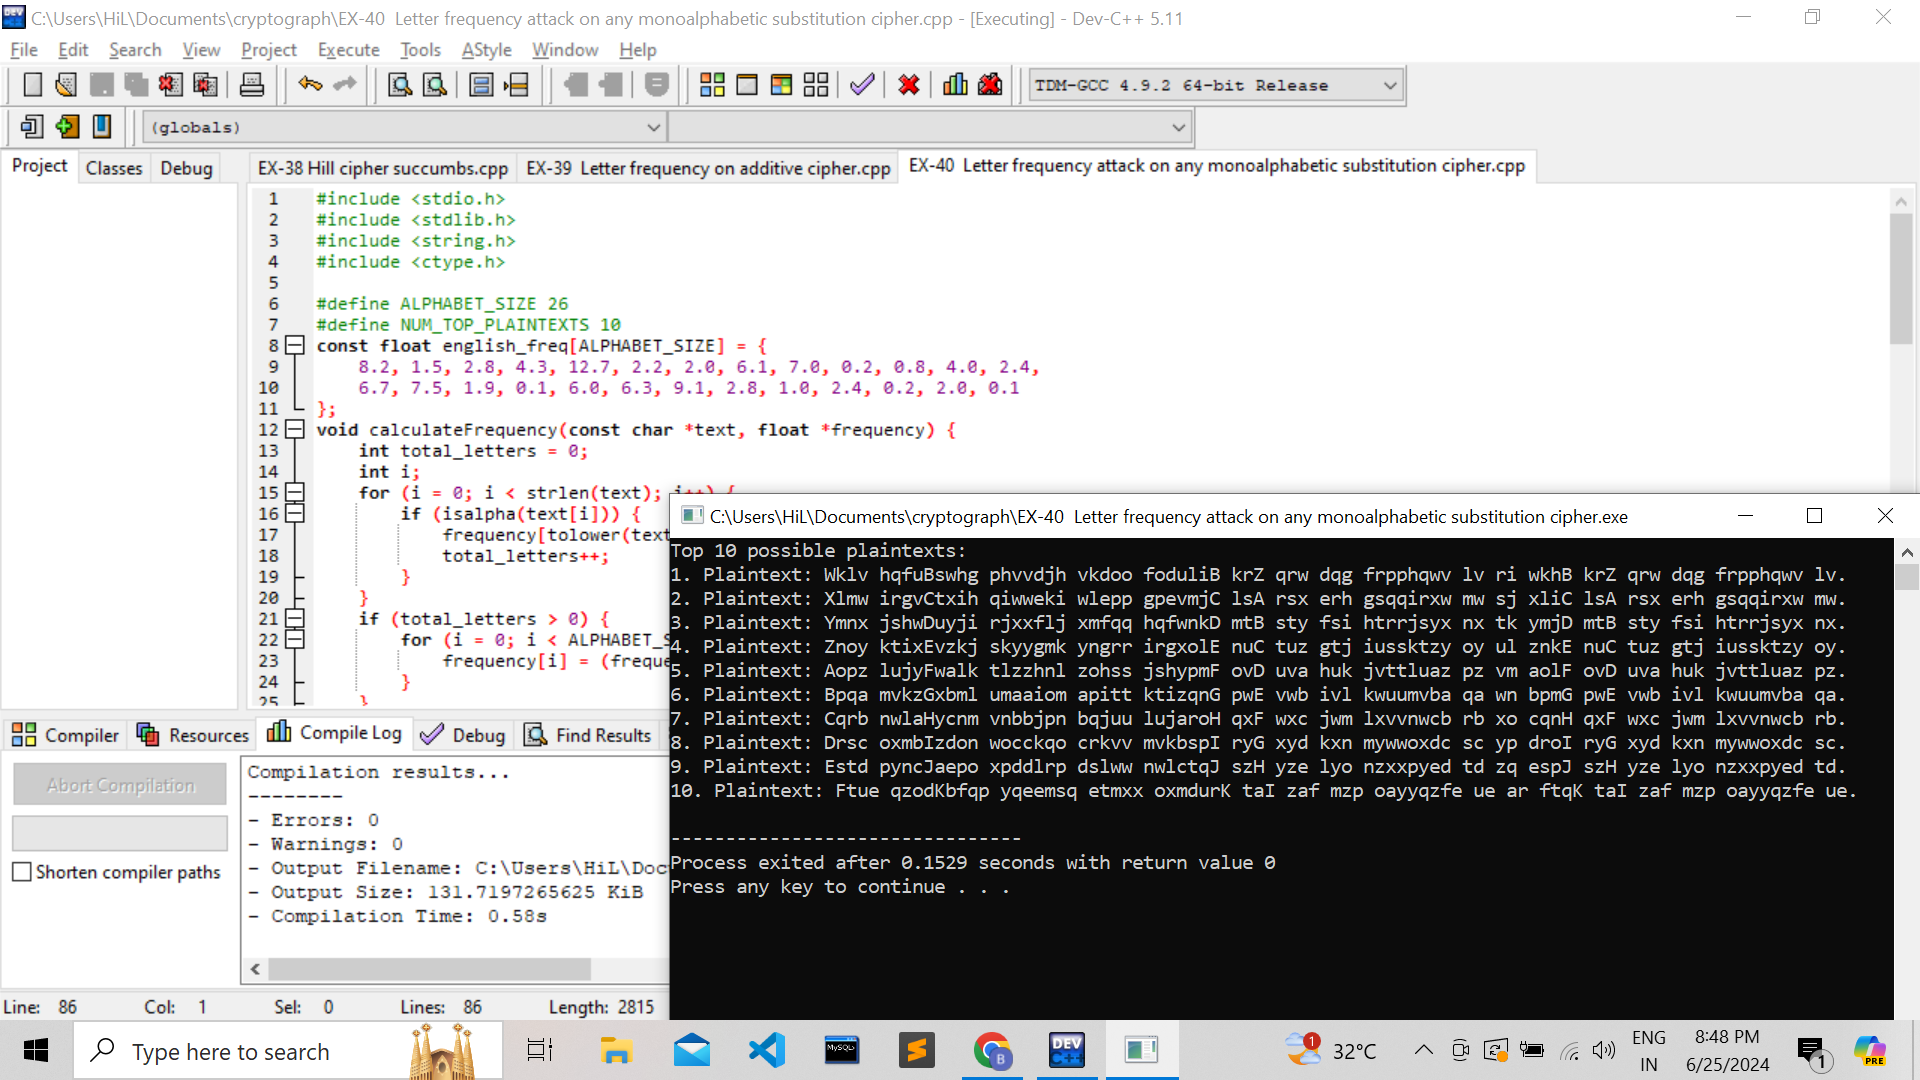 C:\Users\HiL\Documents\cryptograph\EX-40  Letter frequency attack on any monoalphabetic substitution cipher.cpp - [Executing] - Dev-C++ 5.11
File Edit Search View Project Execute Tools AStyle Window Help
TDM-GCC 4.9.2 64-bit Release
(globals)
Project Classes Debug
EX-38 Hill cipher succumbs.cpp EX-39  Letter frequency on additive cipher.cpp EX-40  Letter frequency attack on any monoalphabetic substitution cipher.cpp
1 #include <stdio.h>
2 #include <stdlib.h>
3 #include <string.h>
4 #include <ctype.h>
5
6 #define ALPHABET_SIZE 26
7 #define NUM_TOP_PLAINTEXTS 10
8 const float english_freq[ALPHABET_SIZE] = {
9 8.2, 1.5, 2.8, 4.3, 12.7, 2.2, 2.0, 6.1, 7.0, 0.2, 0.8, 4.0, 2.4,
10 6.7, 7.5, 1.9, 0.1, 6.0, 6.3, 9.1, 2.8, 1.0, 2.4, 0.2, 2.0, 0.1
11 };
12 void calculateFrequency(const char *text, float *frequency) {
13 int total_letters = 0;
14 int i;
15 for (i = 0; i < strlen(text); i++) {
16 if (isalpha(text[i])) {
17 frequency[tolower(text
18 total_letters++;
19 }
20 }
21 if (total_letters > 0) {
22 for (i = 0; i < ALPHABET_S
23 frequency[i] = (freque
24 }
25 }
C:\Users\HiL\Documents\cryptograph\EX-40  Letter frequency attack on any monoalphabetic substitution cipher.exe
Top 10 possible plaintexts:
1. Plaintext: Wklv hqfuBswhg phvvdjh vkdoo foduliB krZ qrw dqg frpphqwv lv ri wkhB krZ qrw dqg frpphqwv lv.
2. Plaintext: Xlmw irgvCtxih qiwweki wlepp gpevmjC lsA rsx erh gsqqirxw mw sj xliC lsA rsx erh gsqqirxw mw.
3. Plaintext: Ymnx jshwDuyji rjxxflj xmfqq hqfwnkD mtB sty fsi htrrjsyx nx tk ymjD mtB sty fsi htrrjsyx nx.
4. Plaintext: Znoy ktixEvzkj skyygmk yngrr irgxolE nuC tuz gtj iussktzy oy ul znkE nuC tuz gtj iussktzy oy.
5. Plaintext: Aopz lujyFwalk tlzzhnl zohss jshypmF ovD uva huk jvttluaz pz vm aolF ovD uva huk jvttluaz pz.
6. Plaintext: Bpqa mvkzGxbml umaaiom apitt ktizqnG pwE vwb ivl kwuumvba qa wn bpmG pwE vwb ivl kwuumvba qa.
7. Plaintext: Cqrb nwlaHycnm vnbbjpn bqjuu lujaroH qxF wxc jwm lxvvnwcb rb xo cqnH qxF wxc jwm lxvvnwcb rb.
8. Plaintext: Drsc oxmbIzdon wocckqo crkvv mvkbspI ryG xyd kxn mywwoxdc sc yp droI ryG xyd kxn mywwoxdc sc.
9. Plaintext: Estd pyncJaepo xpddlrp dslww nwlctqJ szH yze lyo nzxxpyed td zq espJ szH yze lyo nzxxpyed td.
10. Plaintext: Ftue qzodKbfqp yqeemsq etmxx oxmdurK taI zaf mzp oayyqzfe ue ar ftqK taI zaf mzp oayyqzfe ue.
--------------------------------
Process exited after 0.1529 seconds with return value 0
Press any key to continue . . .
Compiler Resources Compile Log Debug Find Results
Abort Compilation
Shorten compiler paths
Compilation results...
--------
- Errors: 0
- Warnings: 0
- Output Filename: C:\Users\HiL\Doc
- Output Size: 131.7197265625 KiB
- Compilation Time: 0.58s
Line: 86 Col: 1 Sel: 0 Lines: 86 Length: 2815
Type here to search
MySQL
DEV C++
B
1
32°C
ENG
IN
8:48 PM
6/25/2024
1
PRE